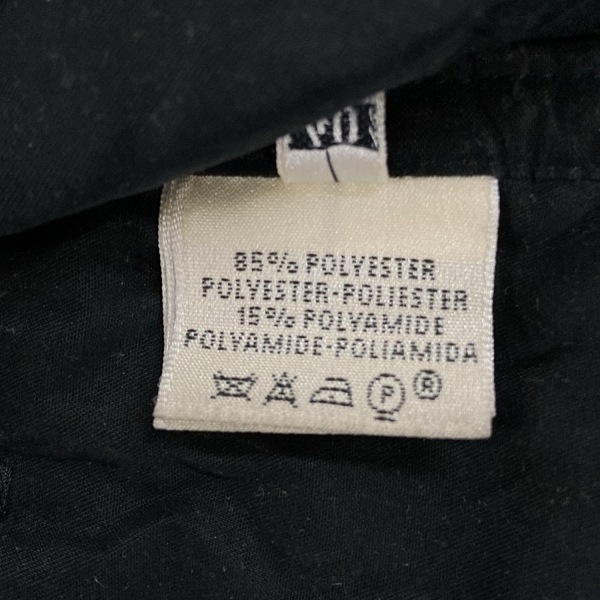 85% POLYESTER
POLYESTER·POLIESTER
15% POLYAMIDE
POLYAMIDE·POLIAMIDA
P ®